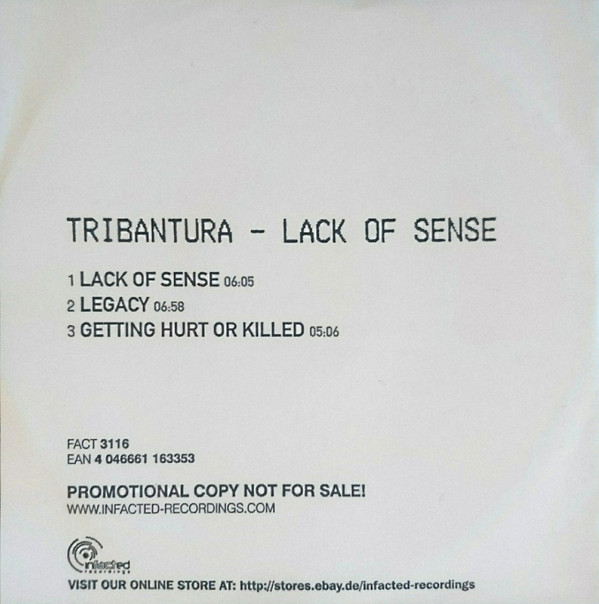 TRIBANTURA - LACK OF SENSE
1 LACK OF SENSE 06:05
2 LEGACY 06:58
3 GETTING HURT OR KILLED 05:06
FACT 3116
EAN 4 046661 163353
PROMOTIONAL COPY NOT FOR SALE!
WWW.INFACTED-RECORDINGS.COM
infacted
recordings
VISIT OUR ONLINE STORE AT: http://stores.ebay.de/infacted-recordings